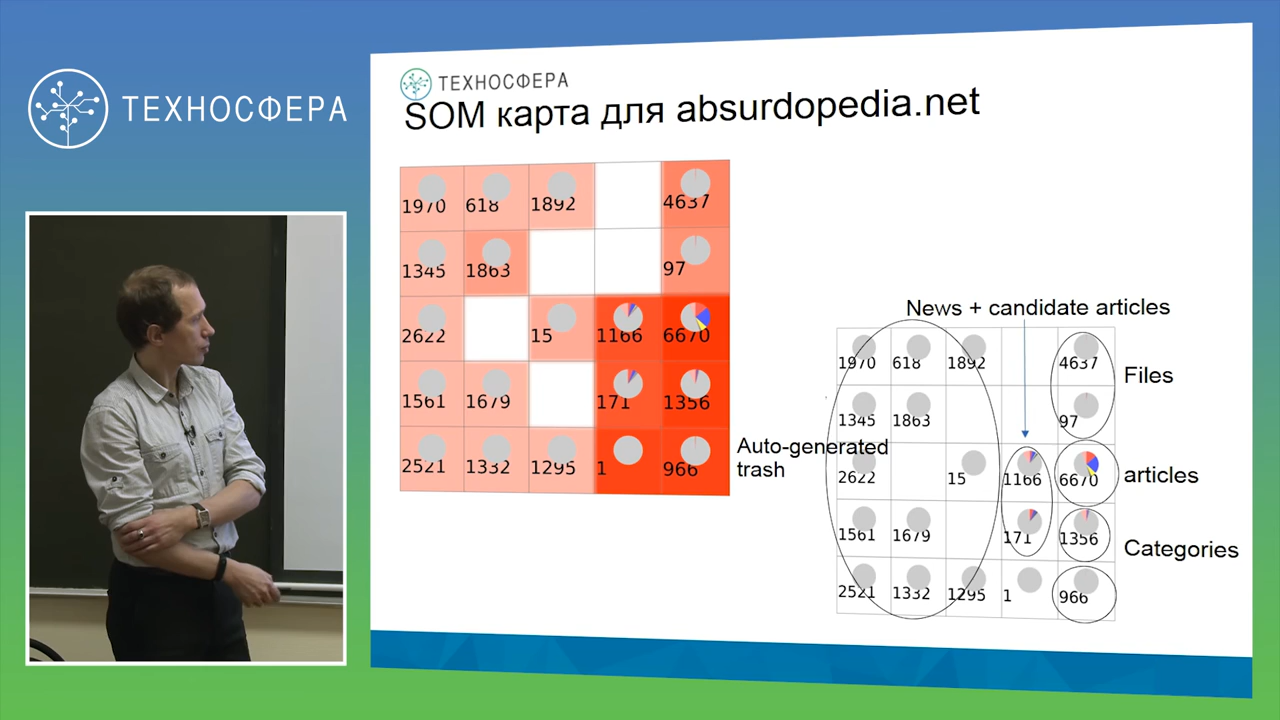 ТЕХНОСФЕРА
ТЕХНОСФЕРА
SOM карта для absurdopedia.net
1970 618 1892 4637
1345 1863 97
2622 15 1166 6670
1561 1679 171 1356
2521 1332 1295 1 966
Auto-generated
trash
News + candidate articles
1970 618 1892 4637
Files
1345 1863 97
2622 15 1166 6670
articles
1561 1679 171 1356
Categories
2521 1332 1295 1 966